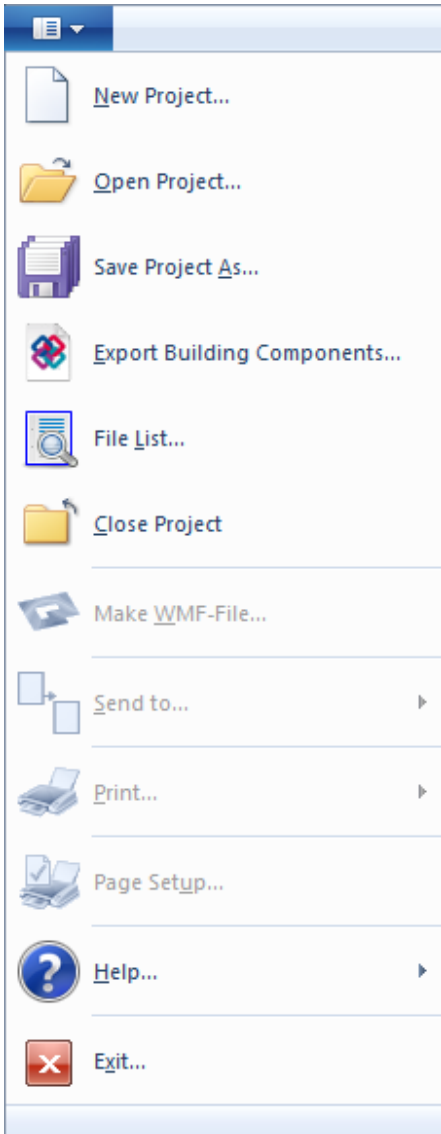 New Project...
Open Project...
Save Project As...
Export Building Components...
File List...
Close Project
Make WMF-File...
Send to...
Print...
Page Setup...
Help...
Exit...